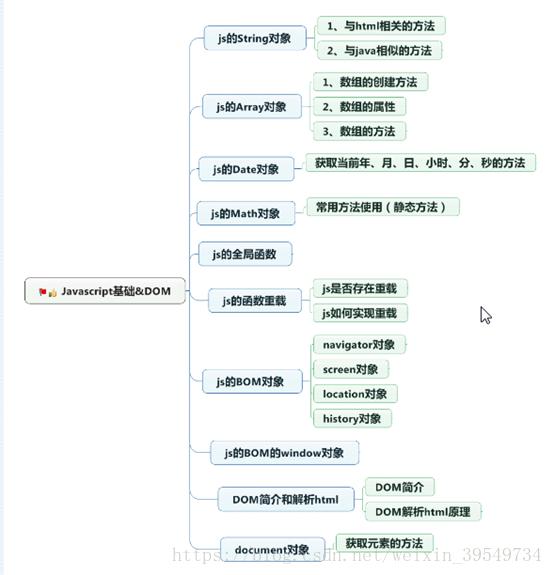 js的String对象
1、与html相关的方法
2、与java相似的方法
js的Array对象
1、数组的创建方法
2、数组的属性
3、数组的方法
js的Date对象
获取当前年、月、日、小时、分、秒的方法
js的Math对象
常用方法使用（静态方法）
js的全局函数
Javascript基础&DOM
js的函数重载
js是否存在重载
js如何实现重载
js的BOM对象
navigator对象
screen对象
location对象
history对象
js的BOM的window对象
DOM简介和解析html
DOM简介
DOM解析html原理
document对象
获取元素的方法
https://blog.csdn.net/weixin_39549734